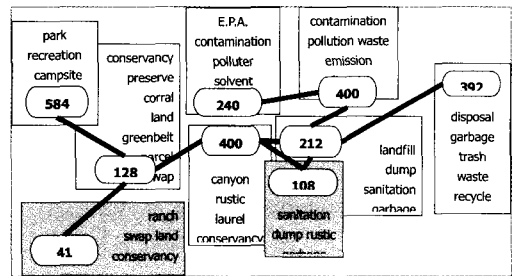 park
recreation
campsite
584
conservancy
preserve
corral
land
greenbelt
128
ranch
swap land
conservancy
41
E.P.A.
contamination
polluter
solvent
240
contamination
pollution waste
emission
400
400
canyon
rustic
laurel
conservancy
212
landfill
dump
sanitation
garbage
108
sanitation
dump rustic
392
disposal
garbage
trash
waste
recycle